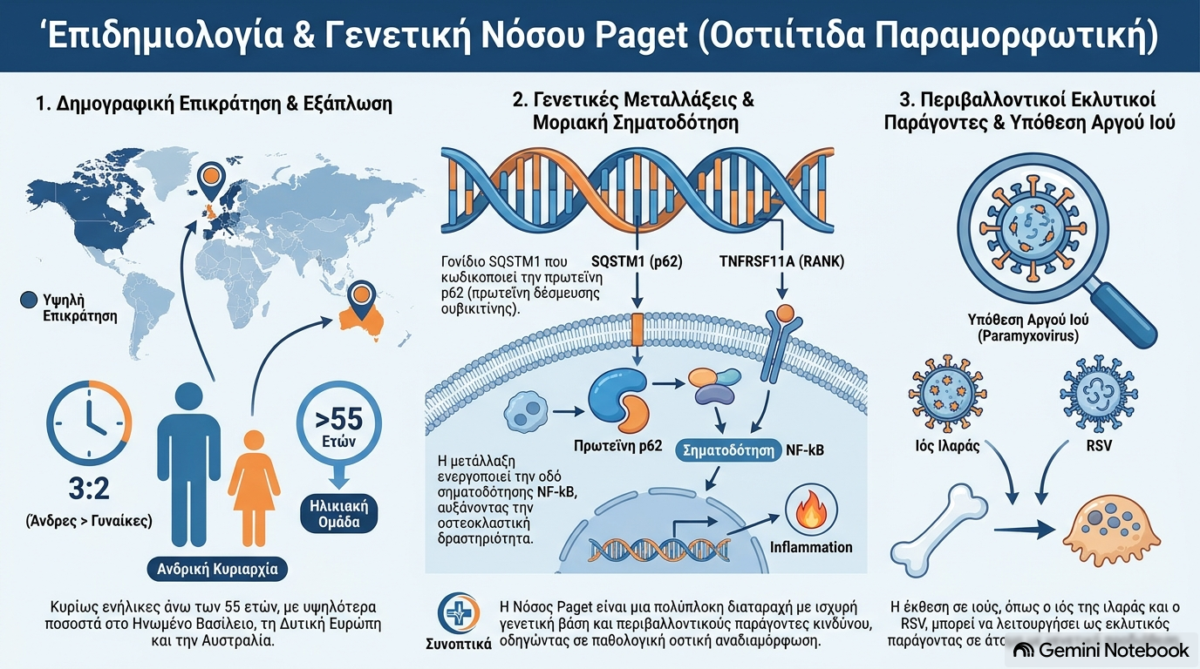 ‘Επιδημιολογία & Γενετική Νόσου Paget (Οστιίτιδα Παραμορφωτική)
1. Δημογραφική Επικράτηση & Εξάπλωση
Υψηλή
Επικράτηση
3:2
(Άνδρες > Γυναίκες)
>55
Ετών
Ηλικιακή
Ομάδα
Ανδρική Κυριαρχία
Κυρίως ενήλικες άνω των 55 ετών, με υψηλότερα
ποσοστά στο Ηνωμένο Βασίλειο, τη Δυτική Ευρώπη
και την Αυστραλία.
2. Γενετικές Μεταλλάξεις &
Μοριακή Σηματοδότηση
Γονίδιο SQSTM1 που
κωδικοποιεί την πρωτεΐνη
p62 (πρωτεΐνη δέσμευσης
ουβικιτίνης).
SQSTM1 (p62)
TNFRSF11A (RANK)
Πρωτεΐνη p62
Σηματοδότηση NF-kB
Η μετάλλαξη
ενεργοποιεί την οδό
σηματοδότησης NF-kB,
αυξάνοντας την
οστεοκλαστική
δραστηριότητα.
Inflammation
Συνοπτικά
Η Νόσος Paget είναι μια πολύπλοκη διαταραχή με ισχυρή
γενετική βάση και περιβαλλοντικούς παράγοντες κινδύνου,
οδηγώντας σε παθολογική οστική αναδιαμόρφωση.
3. Περιβαλλοντικοί Εκλυτικοί
Παράγοντες & Υπόθεση Αργού Ιού
Υπόθεση Αργού Ιού
(Paramyxovirus)
Ιός Ιλαράς
RSV
Η έκθεση σε ιούς, όπως ο ιός της ιλαράς και ο
RSV, μπορεί να λειτουργήσει ως εκλυτικός
παράγοντας σε
Gemini Notebook